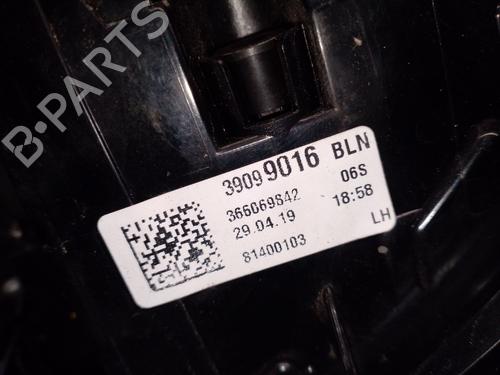 B-PARTS
39099016 BLN
366069842 06S
29.04.19 18:58
81400103 LH